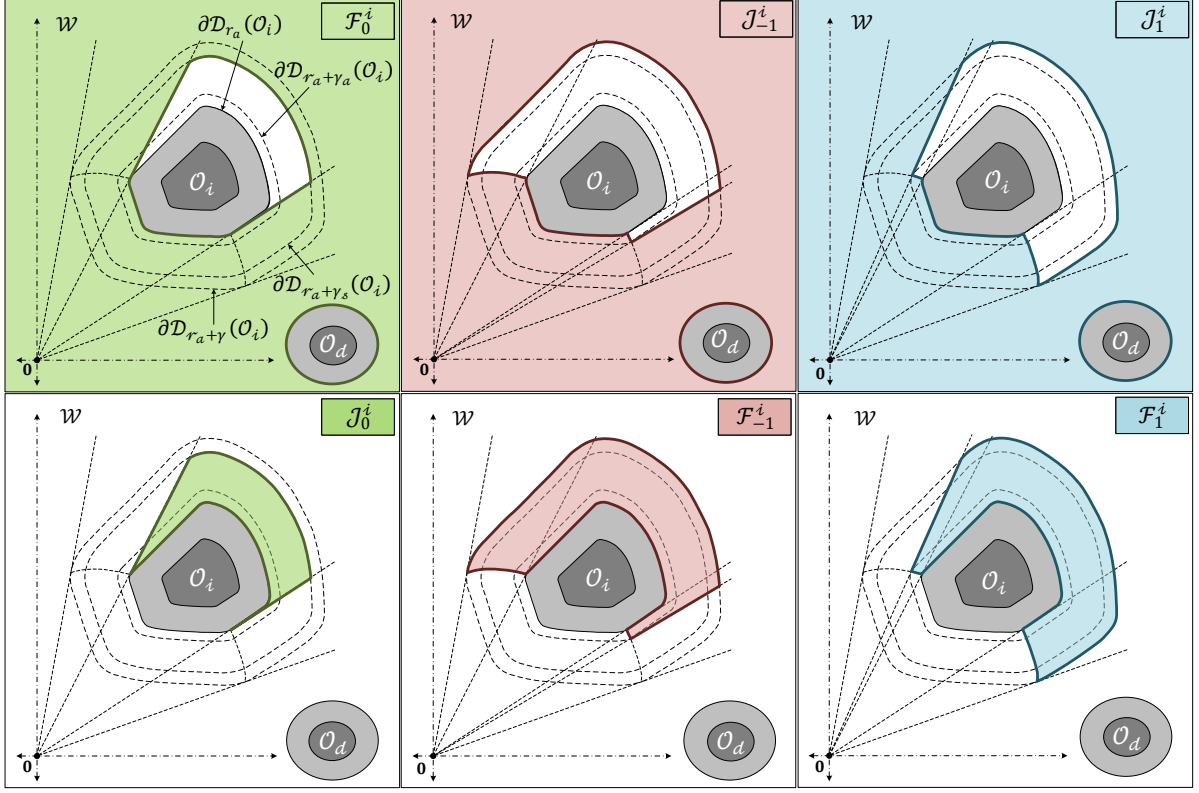 𝒲
∂𝒟_{r_a}(𝒪_i)
ℱ_0^i
∂𝒟_{r_a+γ_a}(𝒪_i)
𝒪_i
∂𝒟_{r_a+γ_s}(𝒪_i)
∂𝒟_{r_a+γ}(𝒪_i)
𝒪_d
0
𝒲
𝒥_{-1}^i
𝒪_i
𝒪_d
0
𝒲
𝒥_1^i
𝒪_i
𝒪_d
0
𝒲
𝒥_0^i
𝒪_i
𝒪_d
0
𝒲
ℱ_{-1}^i
𝒪_i
𝒪_d
0
𝒲
ℱ_1^i
𝒪_i
𝒪_d
0